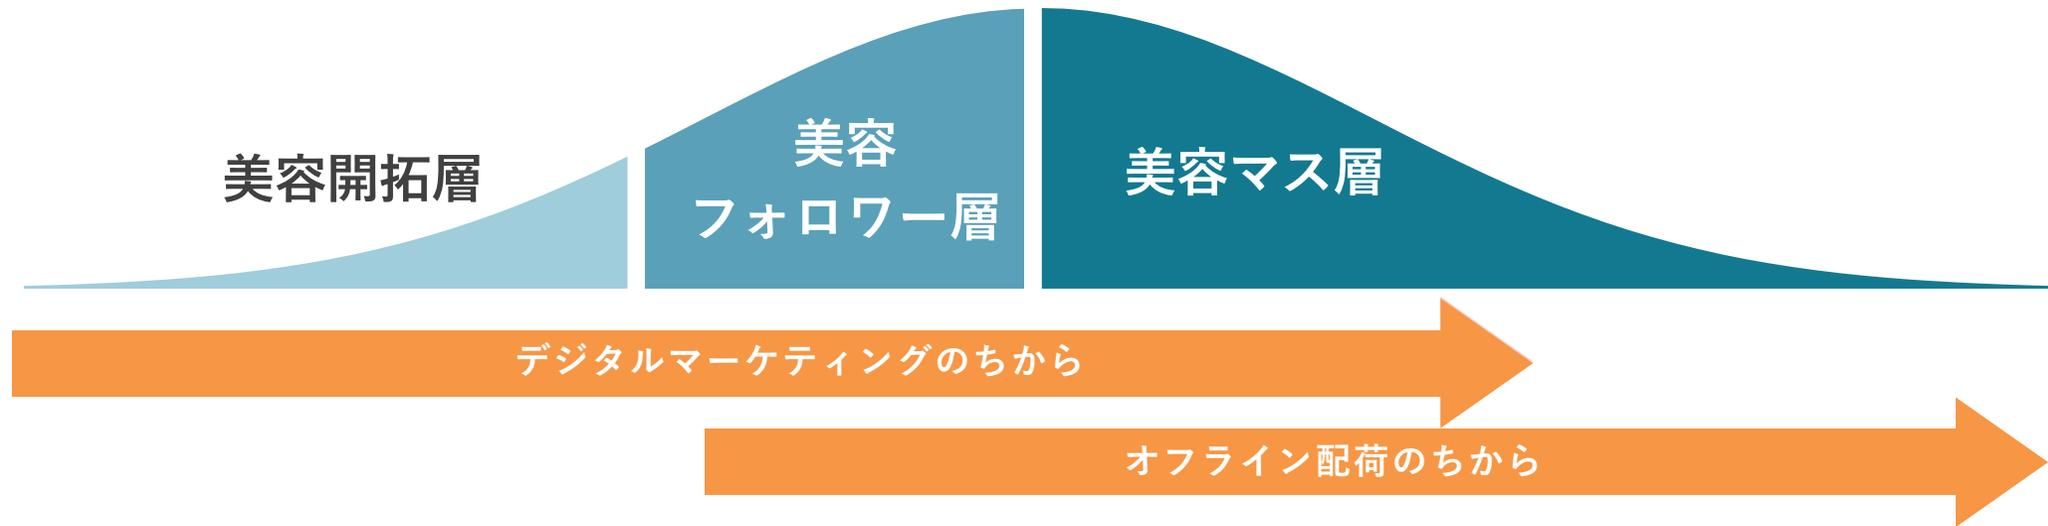 美容開拓層
美容
フォロワー層
美容マス層
デジタルマーケティングのちから
オフライン配荷のちから